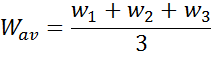 W_av = (w_1 + w_2 + w_3) / 3